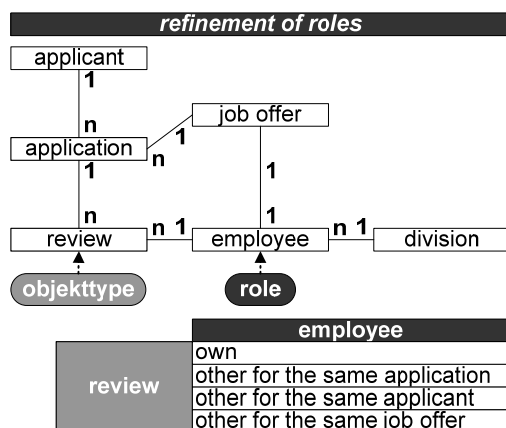 refinement of roles
applicant
1
n
job offer
1
application
n
1
1
n
1
n 1
n 1
review
employee
division
objekttype
role
employee
review
own
other for the same application
other for the same applicant
other for the same job offer